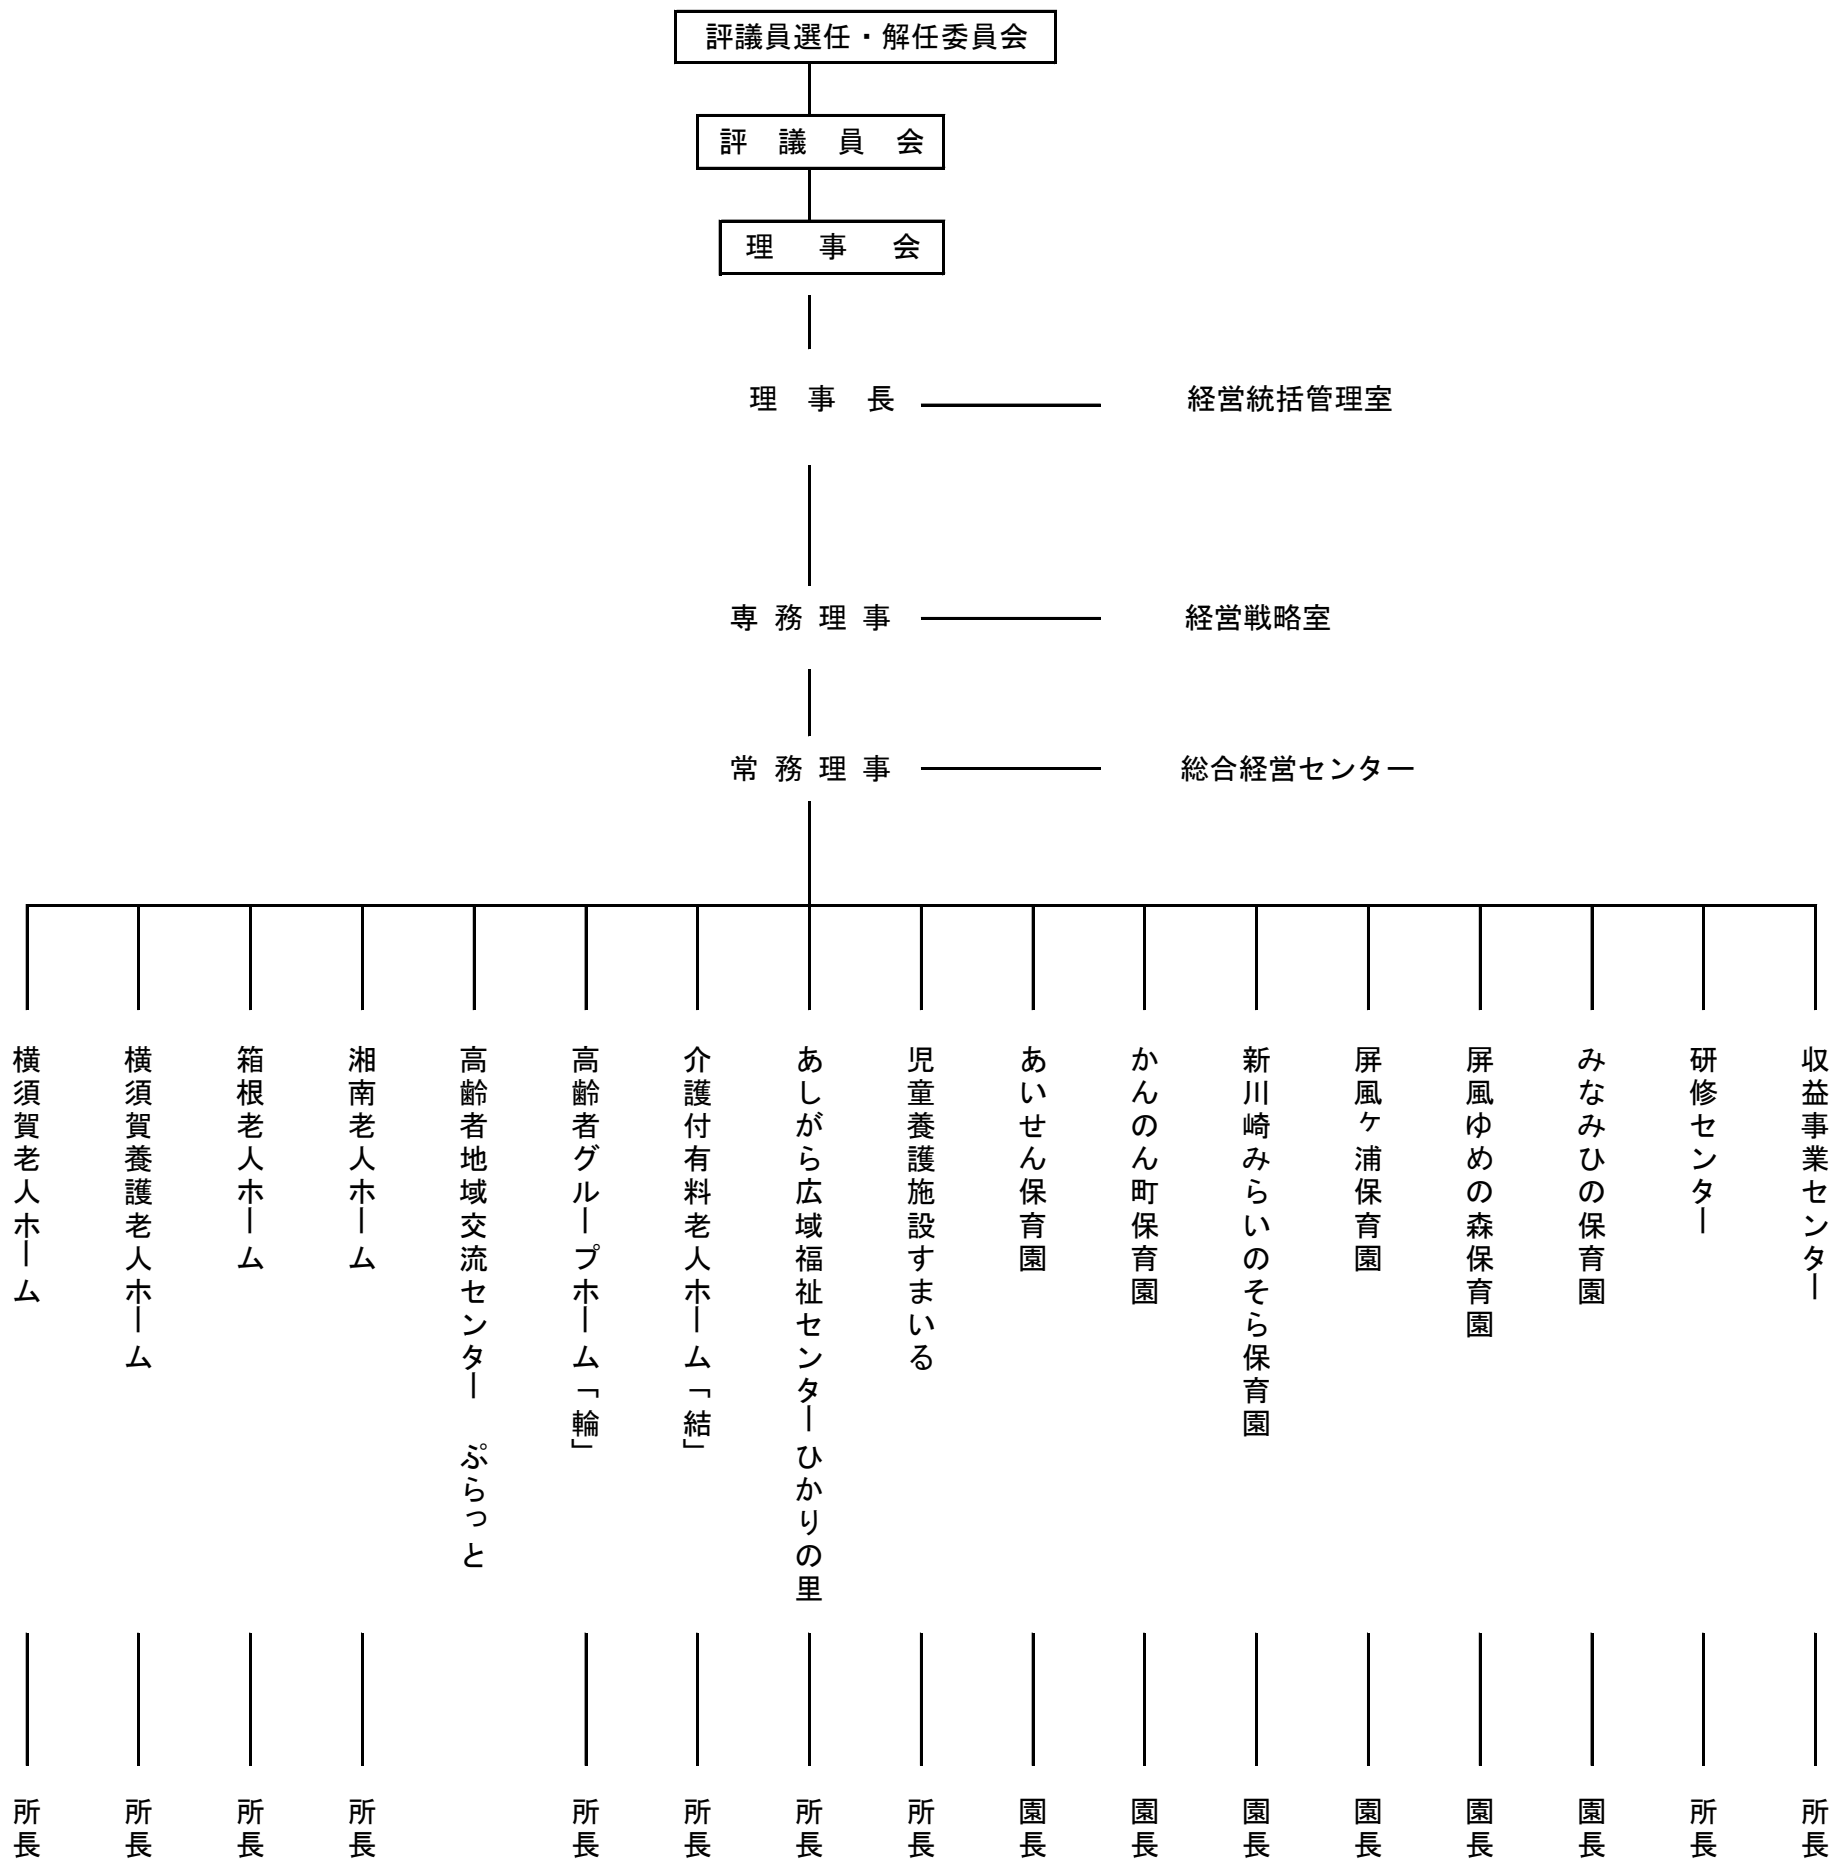 評議員選任・解任委員会
評議員会
理事会
理事長
経営統括管理室
専務理事
経営戦略室
常務理事
総合経営センター
横須賀老人ホーム
横須賀養護老人ホーム
箱根老人ホーム
湘南老人ホーム
高齢者地域交流センター ぷらっと
高齢者グループホーム「輪」
介護付有料老人ホーム「結」
あしがら広域福祉センターひかりの里
児童養護施設すまいる
あいせん保育園
かんのん町保育園
新川崎みらいのそら保育園
屏風ヶ浦保育園
屏風ゆめの森保育園
みなみひの保育園
研修センター
収益事業センター
所長
所長
所長
所長
所長
所長
所長
所長
園長
園長
園長
園長
園長
園長
所長
所長